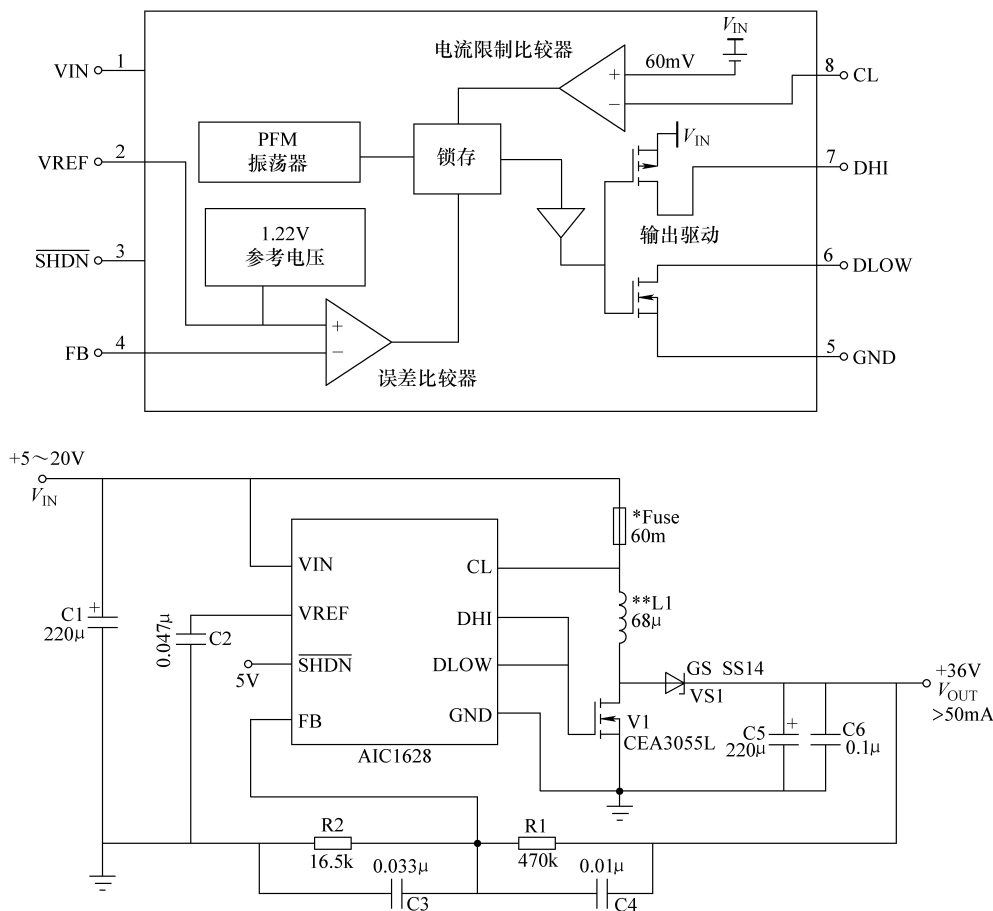 VIN
1
VREF
2
SHDN
3
FB
4
电流限制比较器
60mV
VIN
8
CL
PFM
振荡器
锁存
VIN
7
DHI
1.22V
参考电压
输出驱动
6
DLOW
5
GND
误差比较器
+
−
+
−
+5～20V
VIN
C1
+
220μ
0.047μ
C2
5V
VIN
VREF
SHDN
FB
CL
DHI
DLOW
GND
AIC1628
*Fuse
60m
**L1
68μ
GS SS14
VS1
V1
CEA3055L
C5
+
220μ
C6
0.1μ
+36V
VOUT
>50mA
R2
16.5k
R1
470k
0.033μ
C3
0.01μ
C4